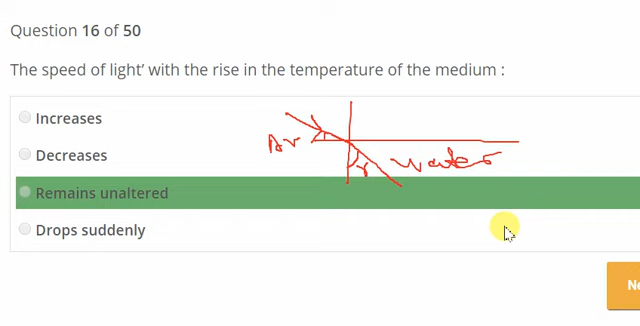 Question 16 of 50
The speed of light’ with the rise in the temperature of the medium :
Increases
Decreases
Remains unaltered
Drops suddenly
r
Water